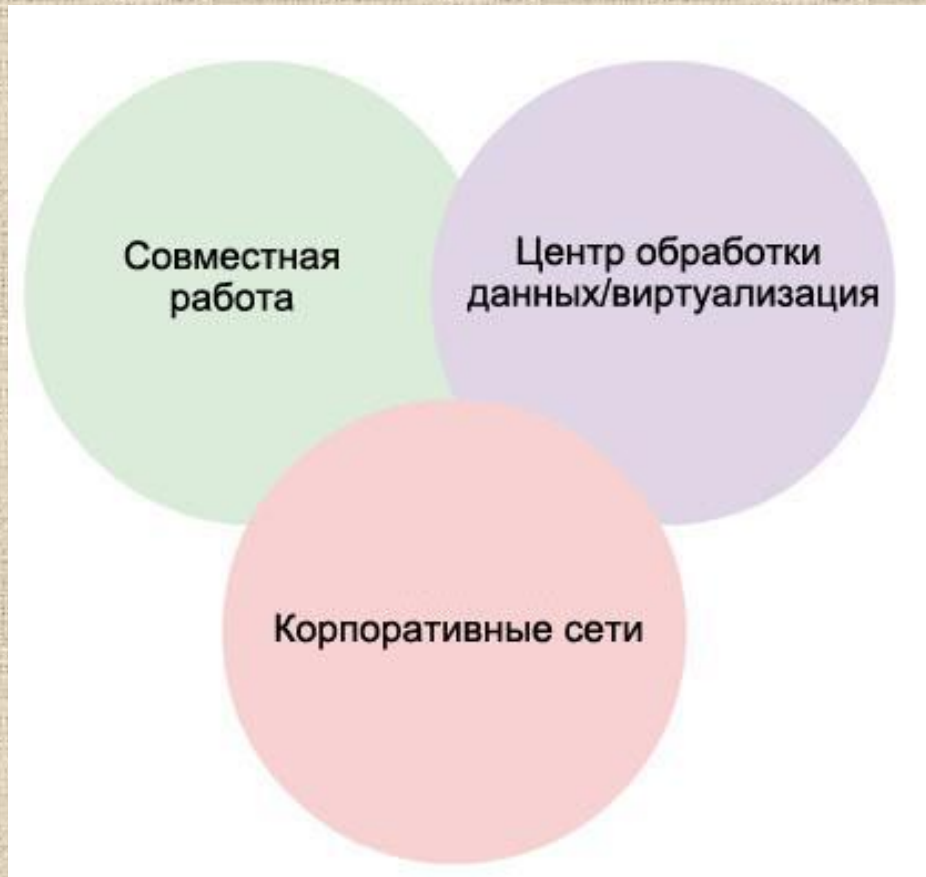 Совместная
работа
Центр обработки
данных/виртуализация
Корпоративные сети